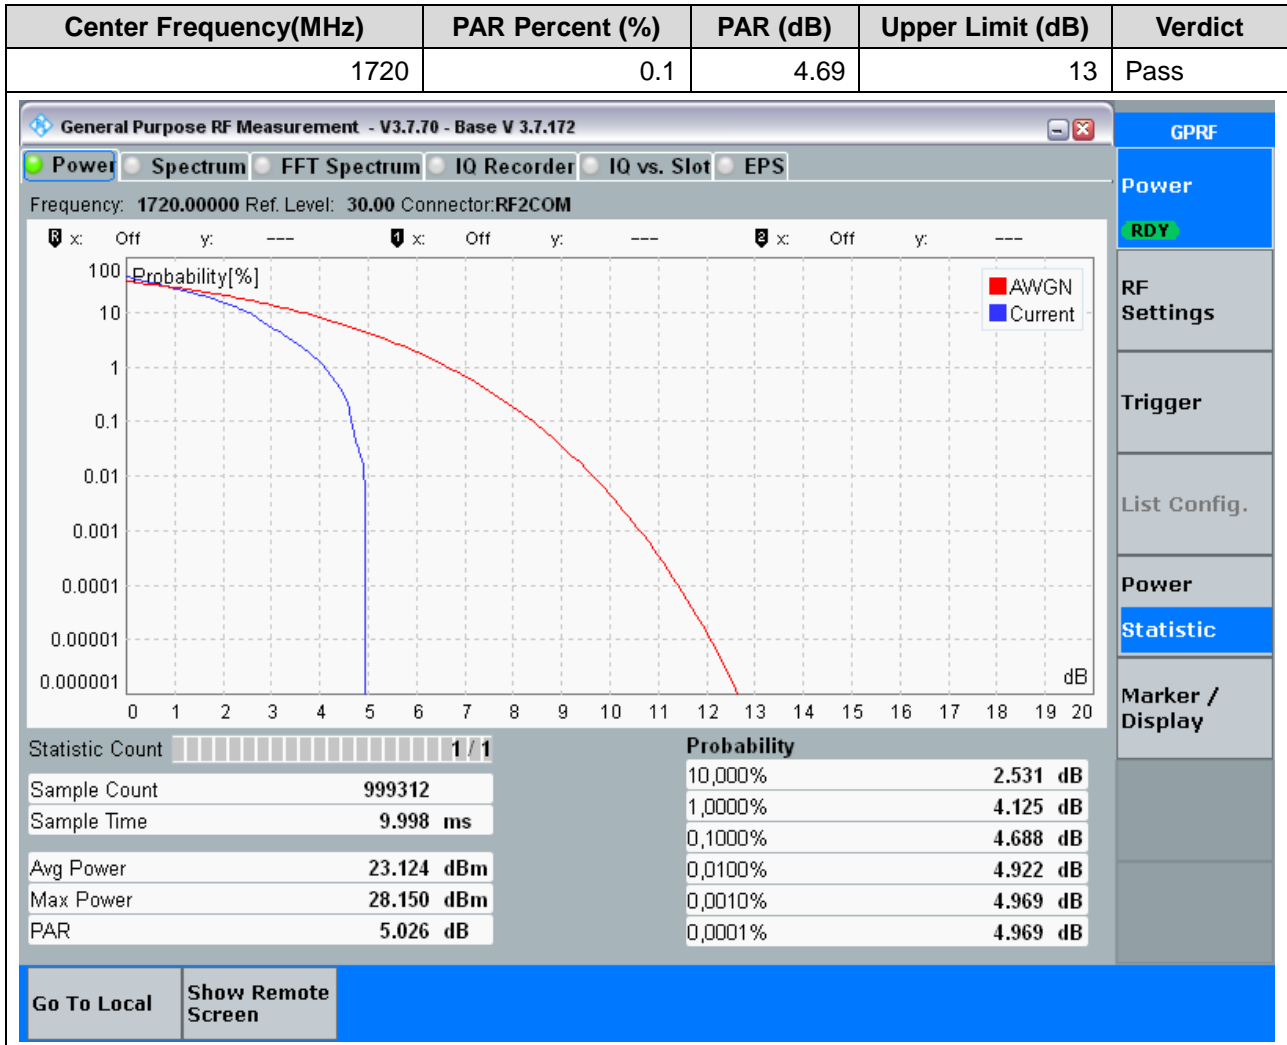 Center Frequency(MHz) PAR Percent (%) PAR (dB) Upper Limit (dB) Verdict
1720 0.1 4.69 13 Pass
General Purpose RF Measurement - V3.7.70 - Base V 3.7.172
GPRF
Power Spectrum FFT Spectrum IQ Recorder IQ vs. Slot EPS
Frequency: 1720.00000 Ref. Level: 30.00 Connector:RF2COM
R x: Off y: --- 1 x: Off y: --- 2 x: Off y: ---
Probability[%]
100
10
1
0.1
0.01
0.001
0.0001
0.00001
0.000001
AWGN
Current
dB
0 1 2 3 4 5 6 7 8 9 10 11 12 13 14 15 16 17 18 19 20
Statistic Count 1 / 1
Sample Count 999312
Sample Time 9.998 ms
Avg Power 23.124 dBm
Max Power 28.150 dBm
PAR 5.026 dB
Probability
10,000% 2.531 dB
1,0000% 4.125 dB
0,1000% 4.688 dB
0,0100% 4.922 dB
0,0010% 4.969 dB
0,0001% 4.969 dB
Power
RDY
RF
Settings
Trigger
List Config.
Power
Statistic
Marker /
Display
Go To Local
Show Remote
Screen